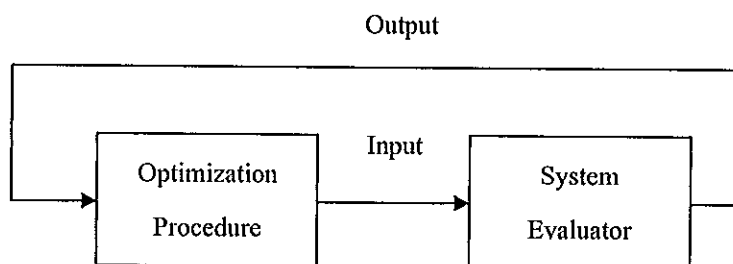 Output
Input
Optimization
Procedure
System
Evaluator